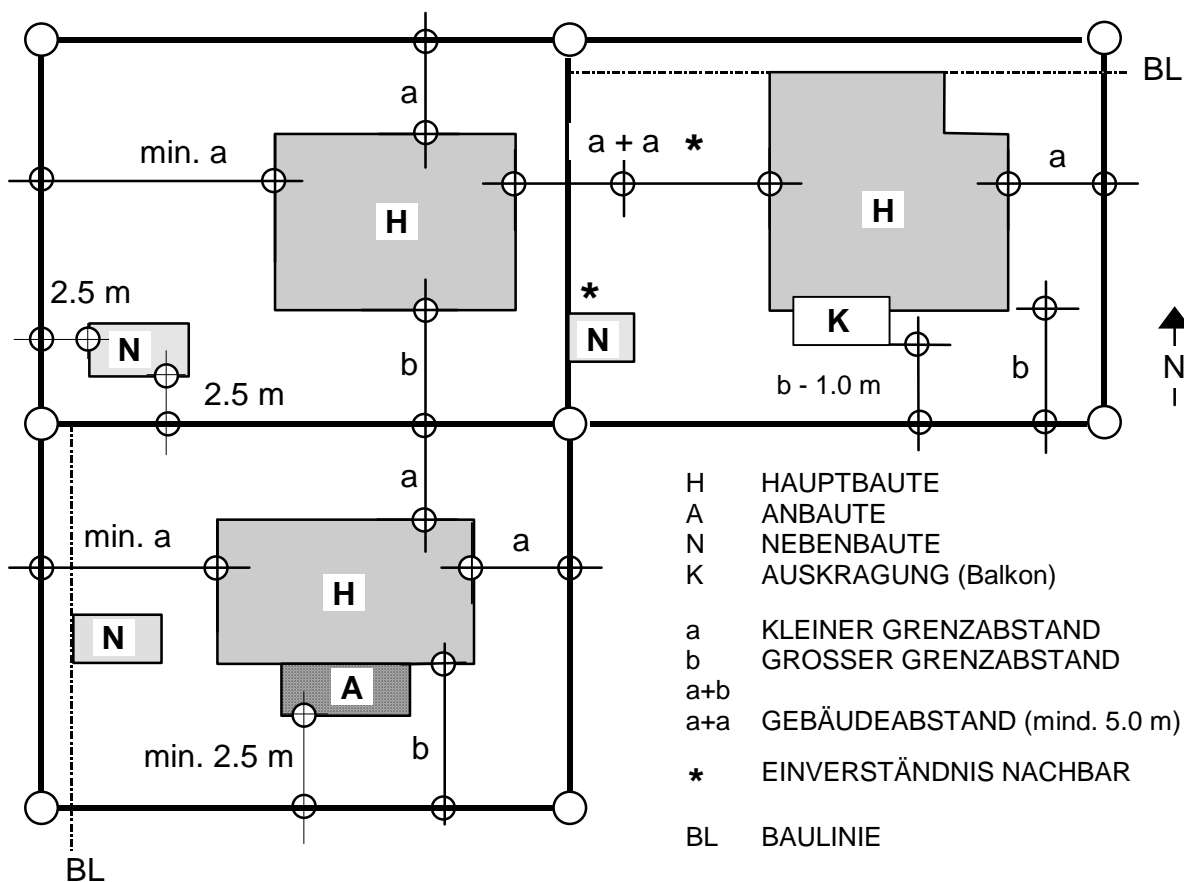 BL
a
min. a
a + a *
a
H
H
2.5 m
*
N
N
K
b
b - 1.0 m
b
N
2.5 m
a
min. a
a
H
N
A
min. 2.5 m
b
BL
H HAUPTBAUTE
A ANBAUTE
N NEBENBAUTE
K AUSKRAGUNG (Balkon)
a KLEINER GRENZABSTAND
b GROSSER GRENZABSTAND
a+b
a+a GEBÄUDEABSTAND (mind. 5.0 m)
* EINVERSTÄNDNIS NACHBAR
BL BAULINIE